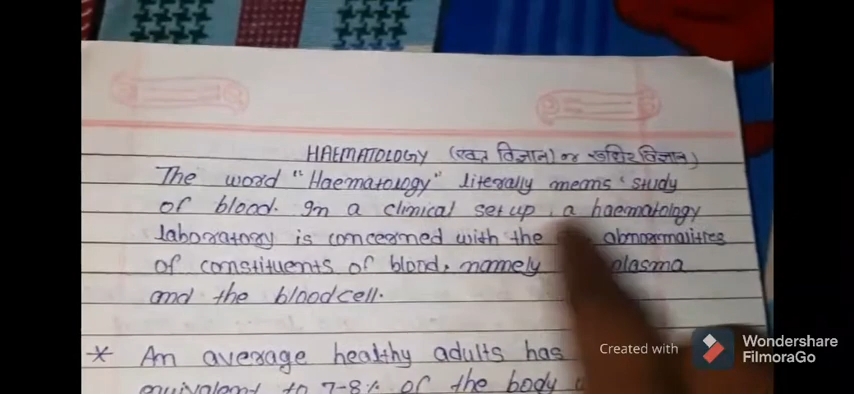 HAEMATOLOGY (रक्त विज्ञान) or रुधिर विज्ञान)
The word "Haematology" literally means study
of blood. In a clinical set up, a haematology
laboratory is concerned with the abnormalities
of constituents of blood, namely plasma
and the bloodcell.
* An average healthy adults has
equivalent to 7-8% of the body
Created with Wondershare FilmoraGo